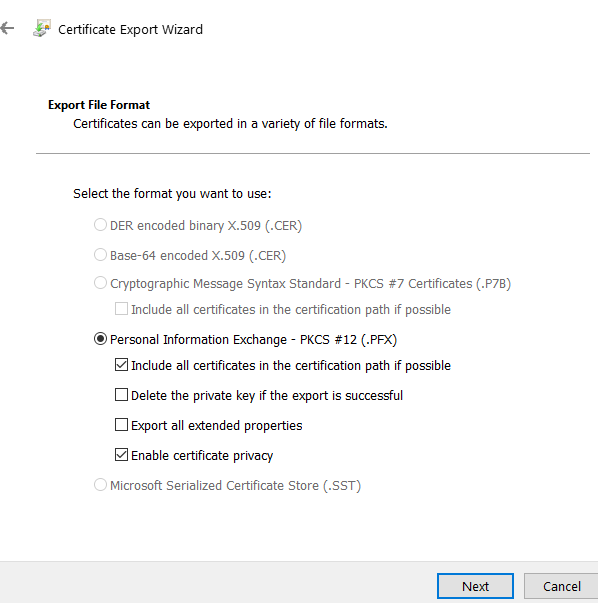 Certificate Export Wizard
Export File Format
Certificates can be exported in a variety of file formats.
Select the format you want to use:
DER encoded binary X.509 (.CER)
Base-64 encoded X.509 (.CER)
Cryptographic Message Syntax Standard - PKCS #7 Certificates (.P7B)
Include all certificates in the certification path if possible
Personal Information Exchange - PKCS #12 (.PFX)
Include all certificates in the certification path if possible
Delete the private key if the export is successful
Export all extended properties
Enable certificate privacy
Microsoft Serialized Certificate Store (.SST)
Next
Cancel